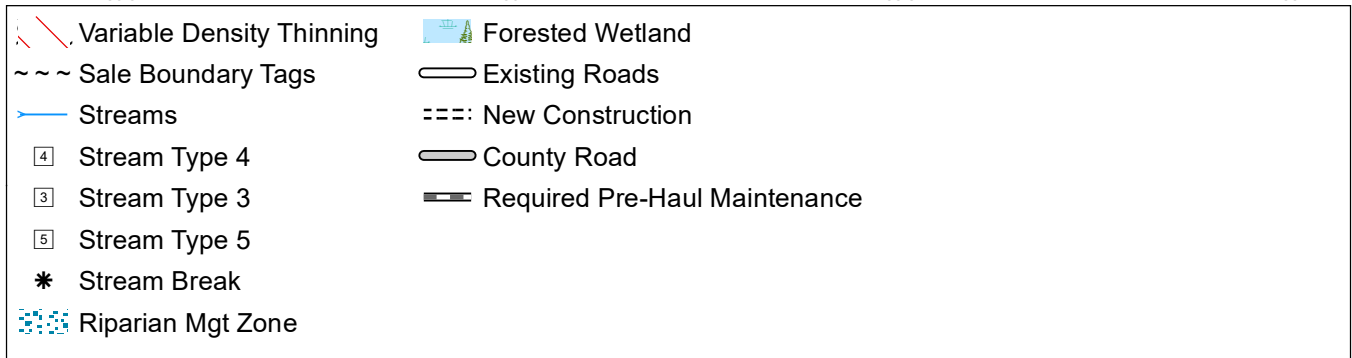 Variable Density Thinning
~ ~ ~ Sale Boundary Tags
Streams
4 Stream Type 4
3 Stream Type 3
5 Stream Type 5
Stream Break
Riparian Mgt Zone
Forested Wetland
Existing Roads
New Construction
County Road
Required Pre-Haul Maintenance